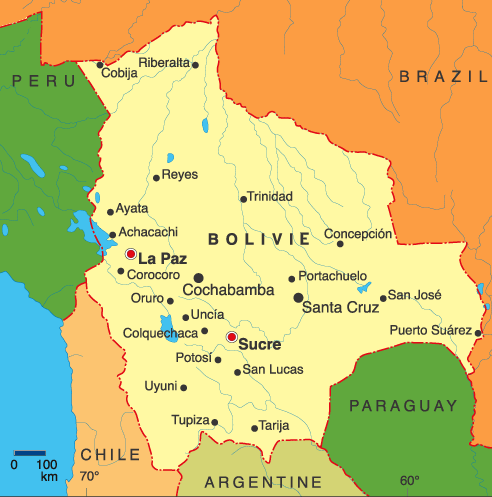 Riberalta
Cobija
PERU
BRAZIL
Reyes
Trinidad
Ayata
Achacachi
BOLIVIE
Concepción
La Paz
Corocoro
Portachuelo
Cochabamba
Oruro
San José
Santa Cruz
Uncía
Puerto Suárez
Colquechaca
Sucre
Potosí
San Lucas
Uyuni
PARAGUAY
Tupiza
Tarija
CHILE
0 100
km
70°
ARGENTINE
60°